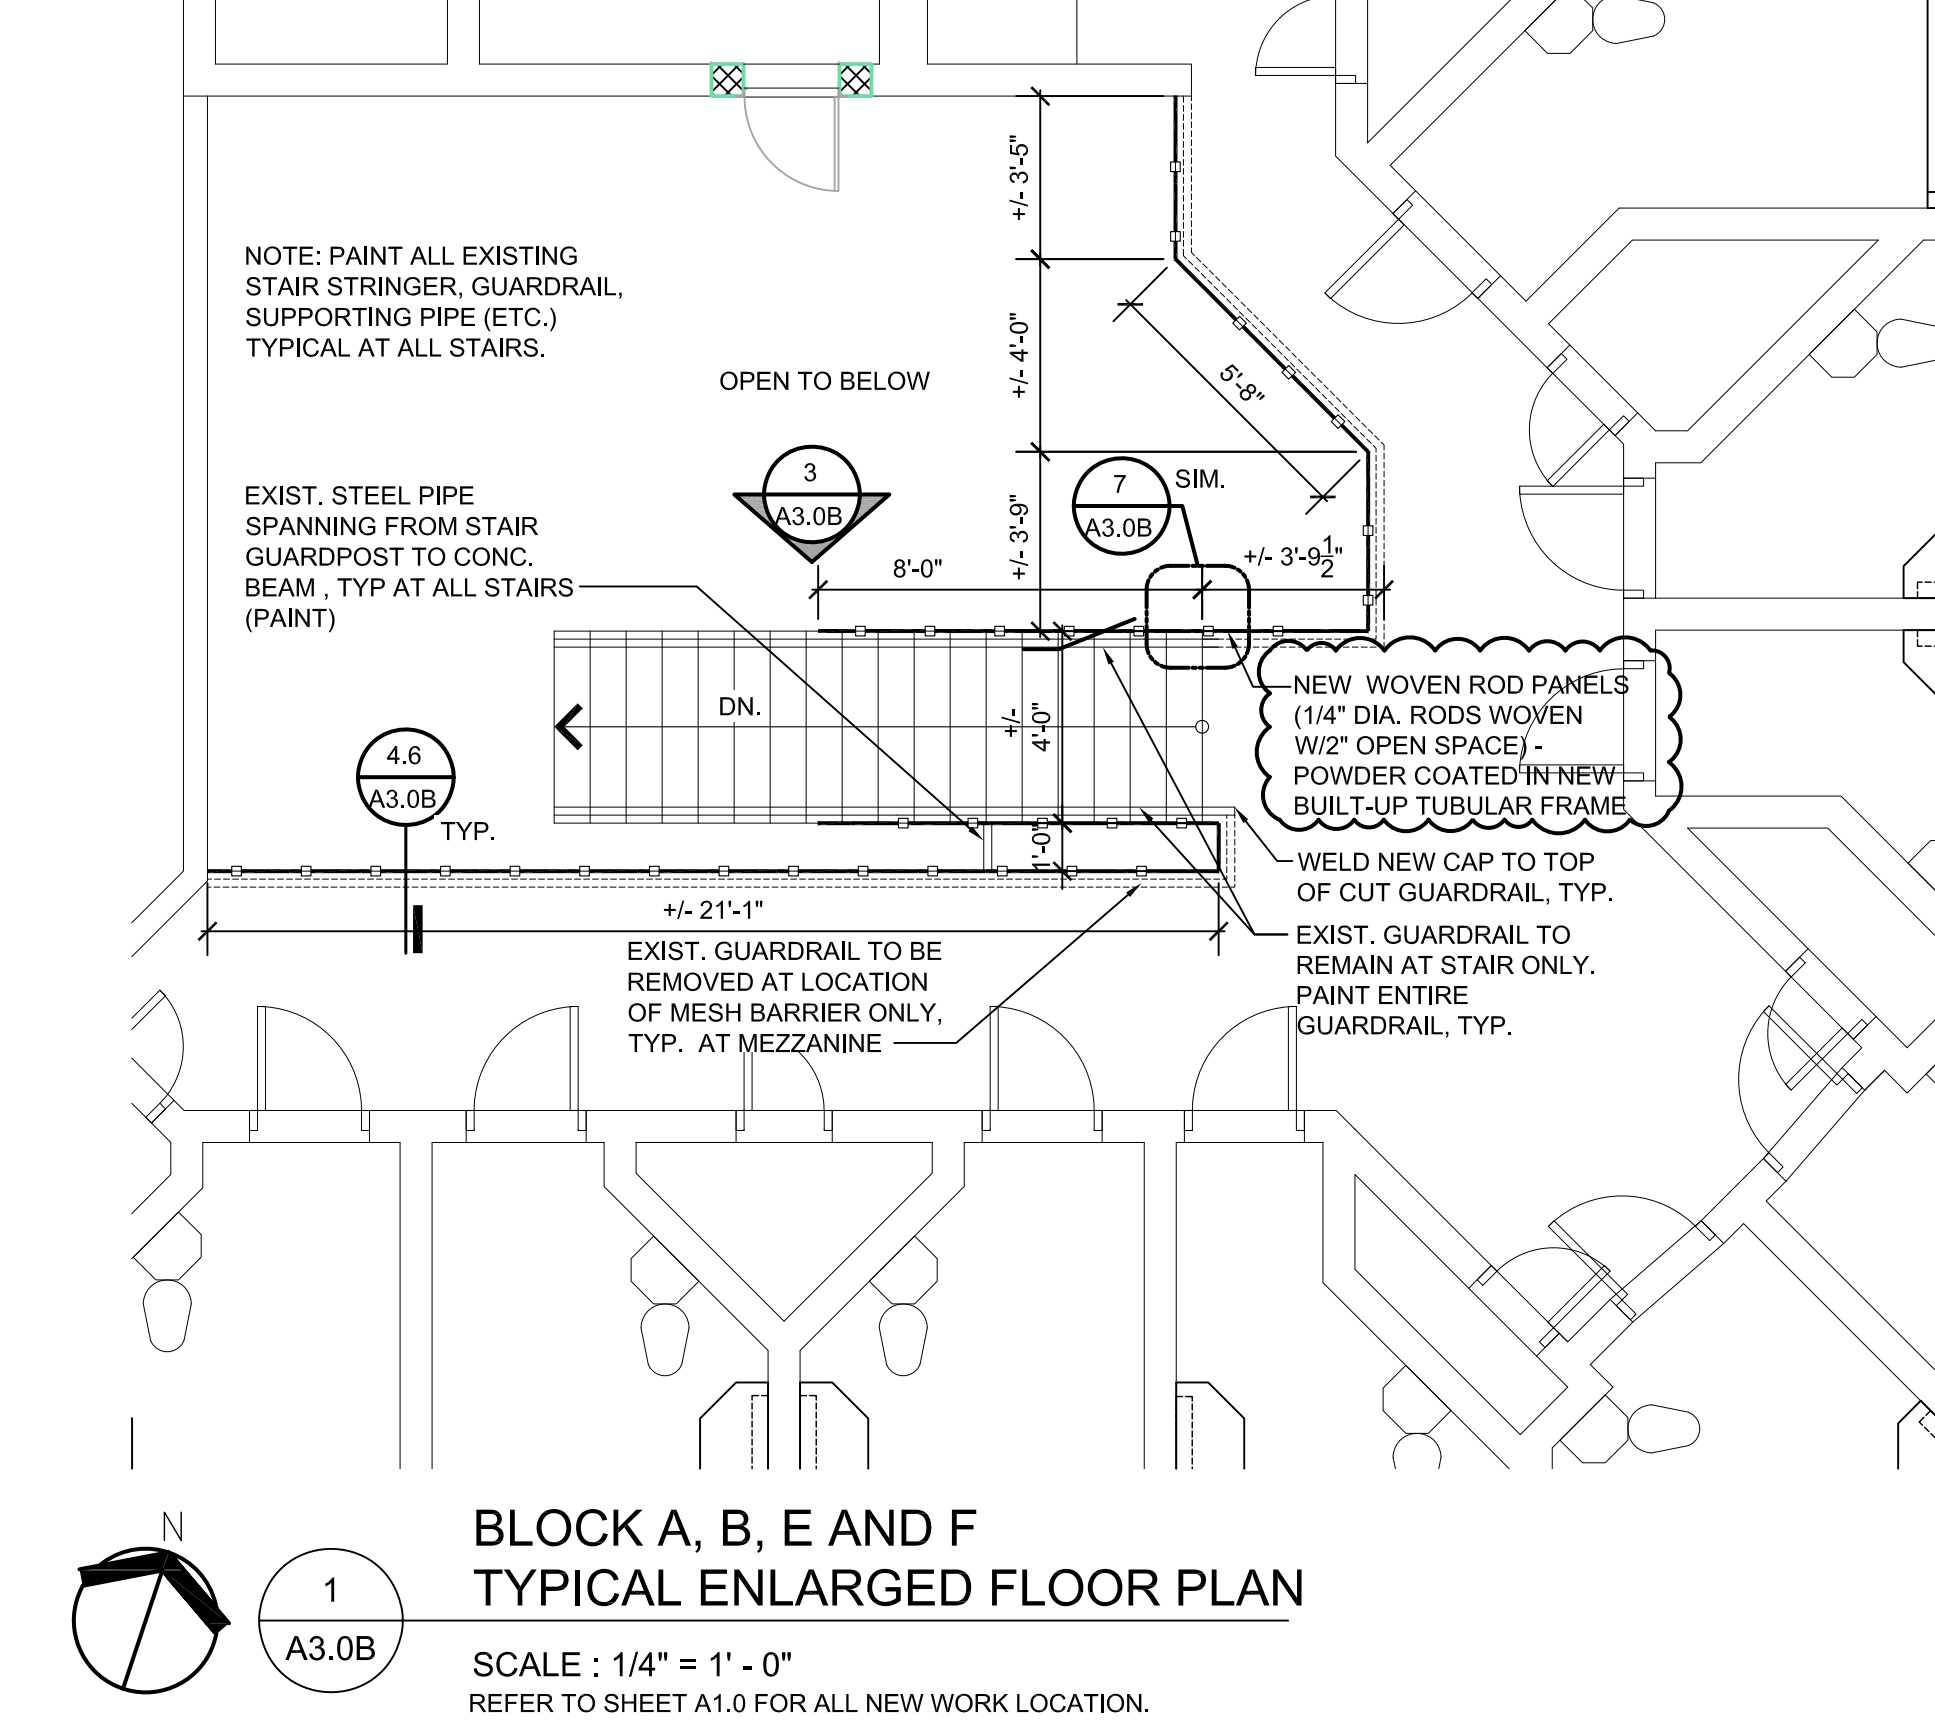 +/- 3'-5"
NOTE: PAINT ALL EXISTING
STAIR STRINGER, GUARDRAIL,
SUPPORTING PIPE (ETC.)
TYPICAL AT ALL STAIRS.
+/- 4'-0"
OPEN TO BELOW
5'-8"
3
A3.0B
7
A3.0B
SIM.
EXIST. STEEL PIPE
SPANNING FROM STAIR
GUARDPOST TO CONC.
BEAM , TYP AT ALL STAIRS
(PAINT)
+/- 3'-9"
8'-0"
+/- 3'-9 1/2"
NEW WOVEN ROD PANELS
(1/4" DIA. RODS WOVEN
W/2" OPEN SPACE) -
POWDER COATED IN NEW
BUILT-UP TUBULAR FRAME
DN.
+/-
4'-0"
4.6
A3.0B
TYP.
1'-0"
WELD NEW CAP TO TOP
OF CUT GUARDRAIL, TYP.
+/- 21'-1"
EXIST. GUARDRAIL TO BE
REMOVED AT LOCATION
OF MESH BARRIER ONLY,
TYP. AT MEZZANINE
EXIST. GUARDRAIL TO
REMAIN AT STAIR ONLY.
PAINT ENTIRE
GUARDRAIL, TYP.
N
1
A3.0B
BLOCK A, B, E AND F
TYPICAL ENLARGED FLOOR PLAN
SCALE : 1/4" = 1' - 0"
REFER TO SHEET A1.0 FOR ALL NEW WORK LOCATION.